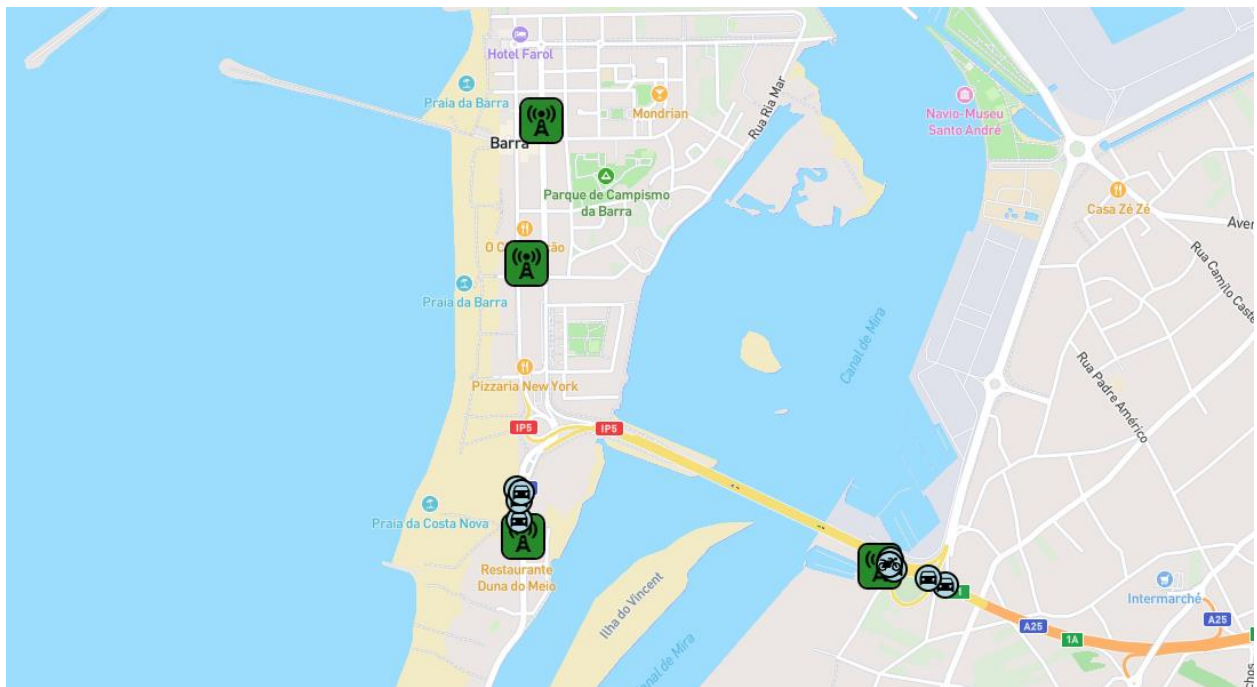 Hotel Farol
Praia da Barra
Mondrian
Rua Ria Mar
Navio-Museu
Santo André
Barra
Parque de Campismo
da Barra
Casa Zé Zé
O C
ção
Rua Camilo Caste
Praia da Barra
Canal de Mira
Rua Padre Américo
Pizzaria New York
IP5
IP5
Praia da Costa Nova
Restaurante
Duna do Meio
Ilha do Vincent
Canal de Mira
Intermarché
A25
A25
1A